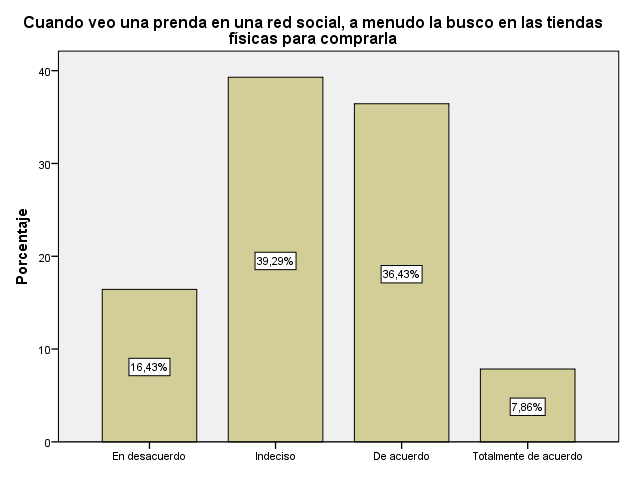 Cuando veo una prenda en una red social, a menudo la busco en las tiendas
físicas para comprarla
Porcentaje
40
30
20
10
0
16,43%
39,29%
36,43%
7,86%
En desacuerdo
Indeciso
De acuerdo
Totalmente de acuerdo